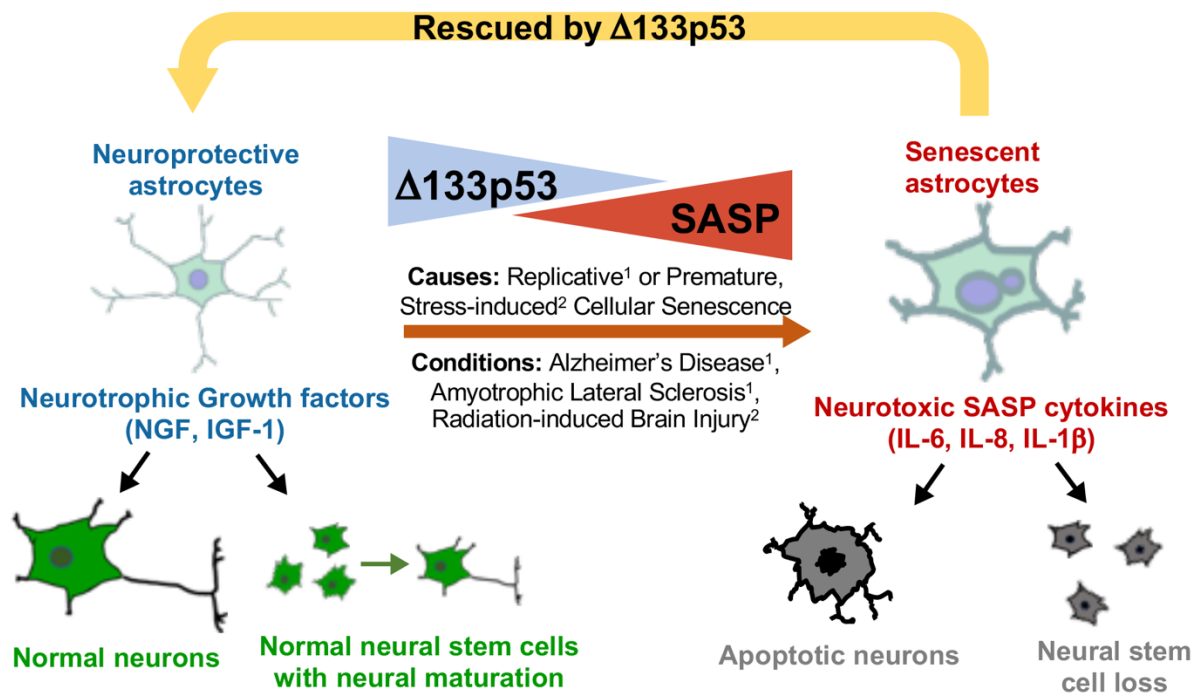 Rescued by Δ133p53
Neuroprotective
astrocytes
Δ133p53
SASP
Senescent
astrocytes
Causes: Replicative¹ or Premature,
Stress-induced² Cellular Senescence
Conditions: Alzheimer's Disease¹,
Amyotrophic Lateral Sclerosis¹,
Radiation-induced Brain Injury²
Neurotrophic Growth factors
(NGF, IGF-1)
Neurotoxic SASP cytokines
(IL-6, IL-8, IL-1β)
Normal neurons
Normal neural stem cells
with neural maturation
Apoptotic neurons
Neural stem
cell loss